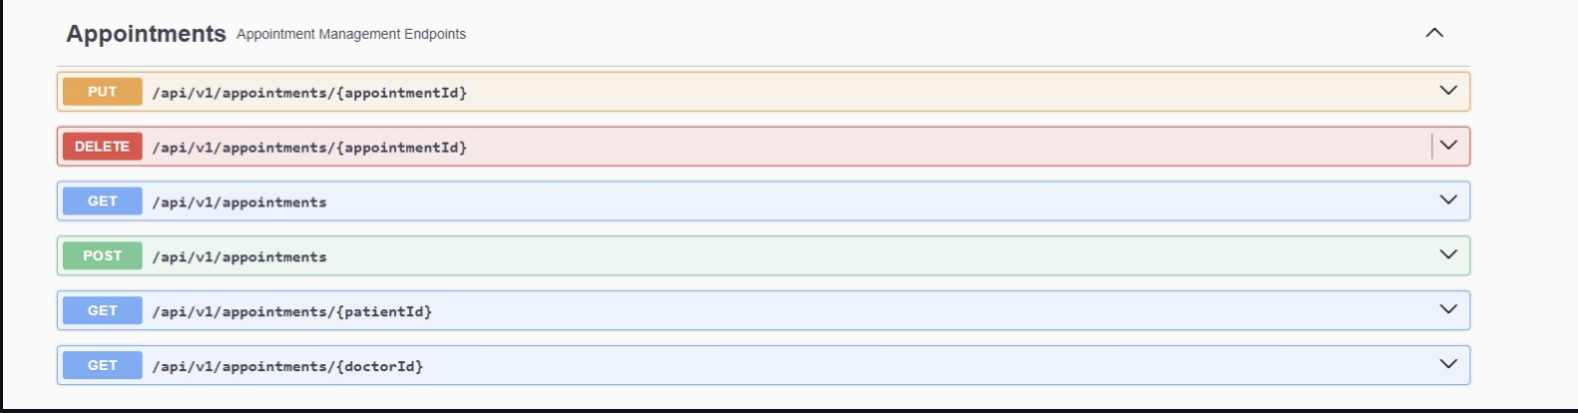 Appointments Appointment Management Endpoints
PUT /api/v1/appointments/{appointmentId}
DELETE /api/v1/appointments/{appointmentId}
GET /api/v1/appointments
POST /api/v1/appointments
GET /api/v1/appointments/{patientId}
GET /api/v1/appointments/{doctorId}